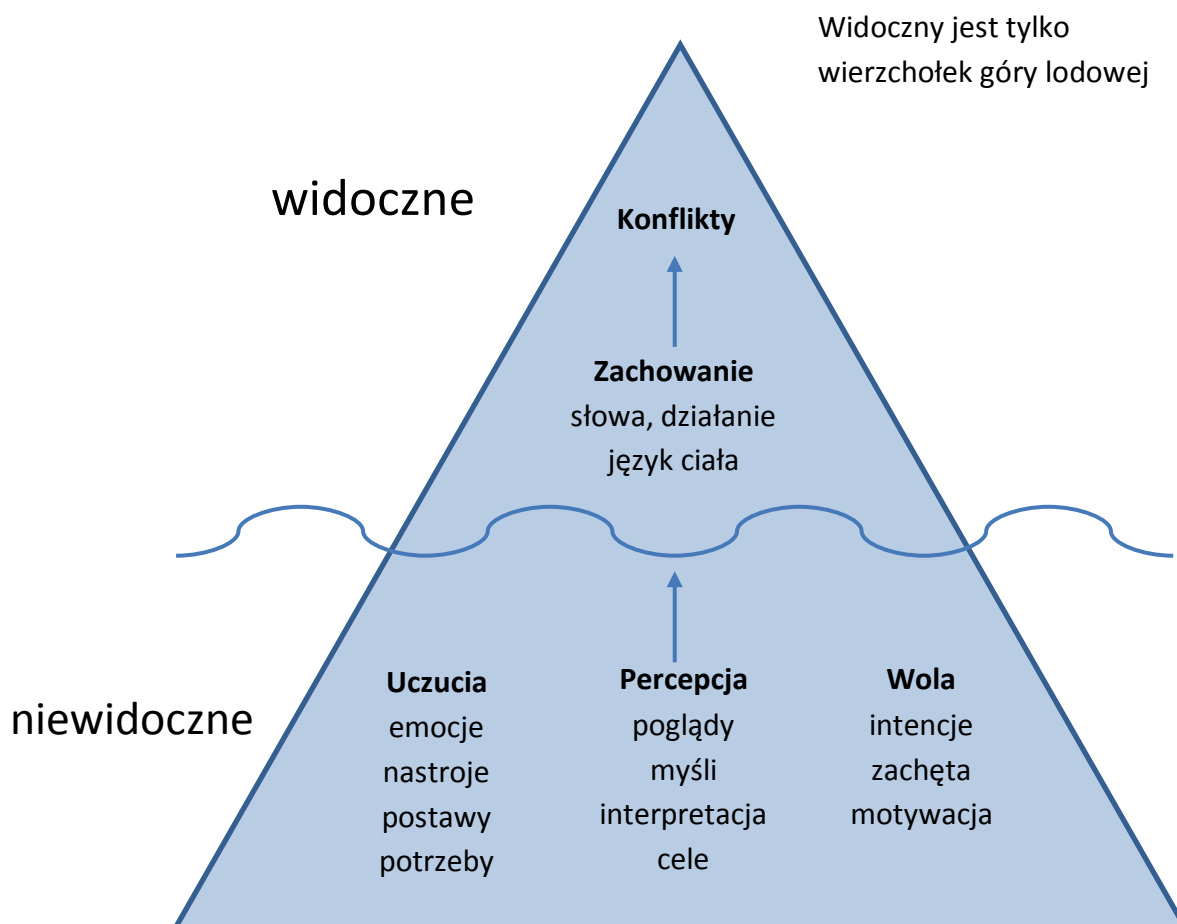 Widoczny jest tylko
wierzchołek góry lodowej
widoczne
Konflikty
Zachowanie
słowa, działanie
język ciała
niewidoczne
Uczucia
emocje
nastroje
postawy
potrzeby
Percepcja
poglądy
myśli
interpretacja
cele
Wola
intencje
zachęta
motywacja